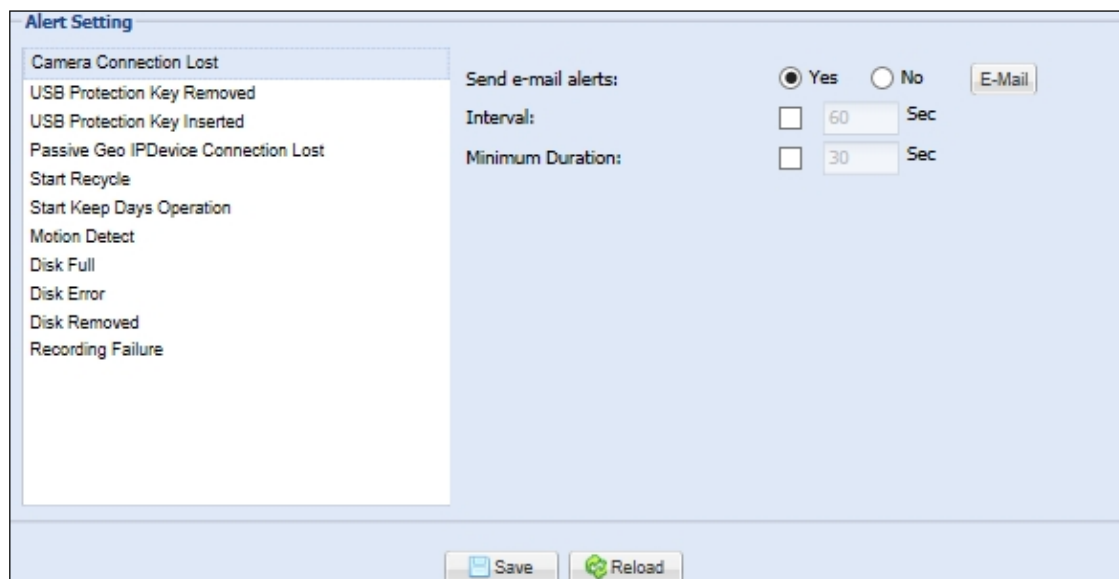 Alert Setting
Camera Connection Lost
USB Protection Key Removed
USB Protection Key Inserted
Passive Geo IPDevice Connection Lost
Start Recycle
Start Keep Days Operation
Motion Detect
Disk Full
Disk Error
Disk Removed
Recording Failure
Send e-mail alerts: Yes No E-Mail
Interval: 60 Sec
Minimum Duration: 30 Sec
Save Reload